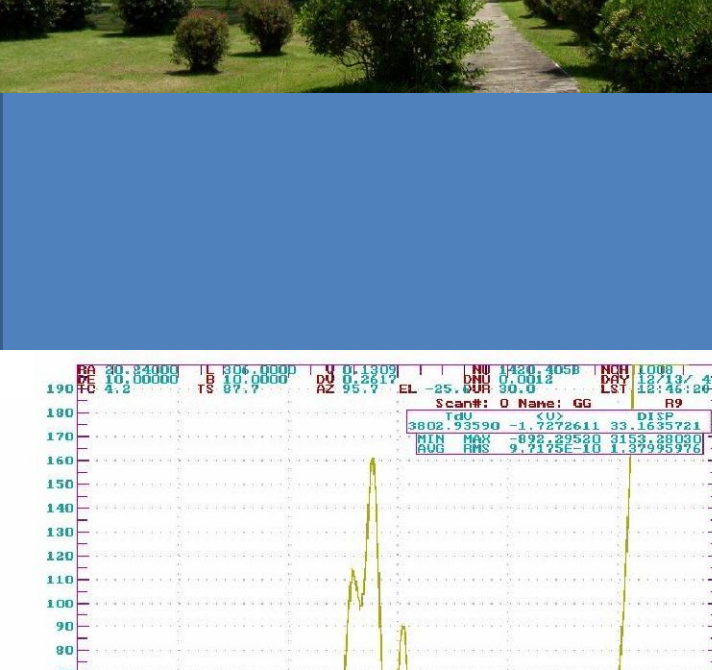 RA 20.24000 L 306.0000 V 0.1309 NU 1420.4058 NCH 1008
DE 10.00000 B 10.0000 DV 0.2617 DNU 0.0012 DAY 12/13/
TC 4.2 TS 87.7 AZ 95.7 EL -25.0 DVR 30.0 LST 12:46:20
Scan#: 0 Name: GG R9
TdV <V> DISP
3802.93590 -1.7272611 33.1635721
MIN MAX -892.29520 3153.28030
AVG RMS 9.7175E-10 1.37995976
190
180
170
160
150
140
130
120
110
100
90
80